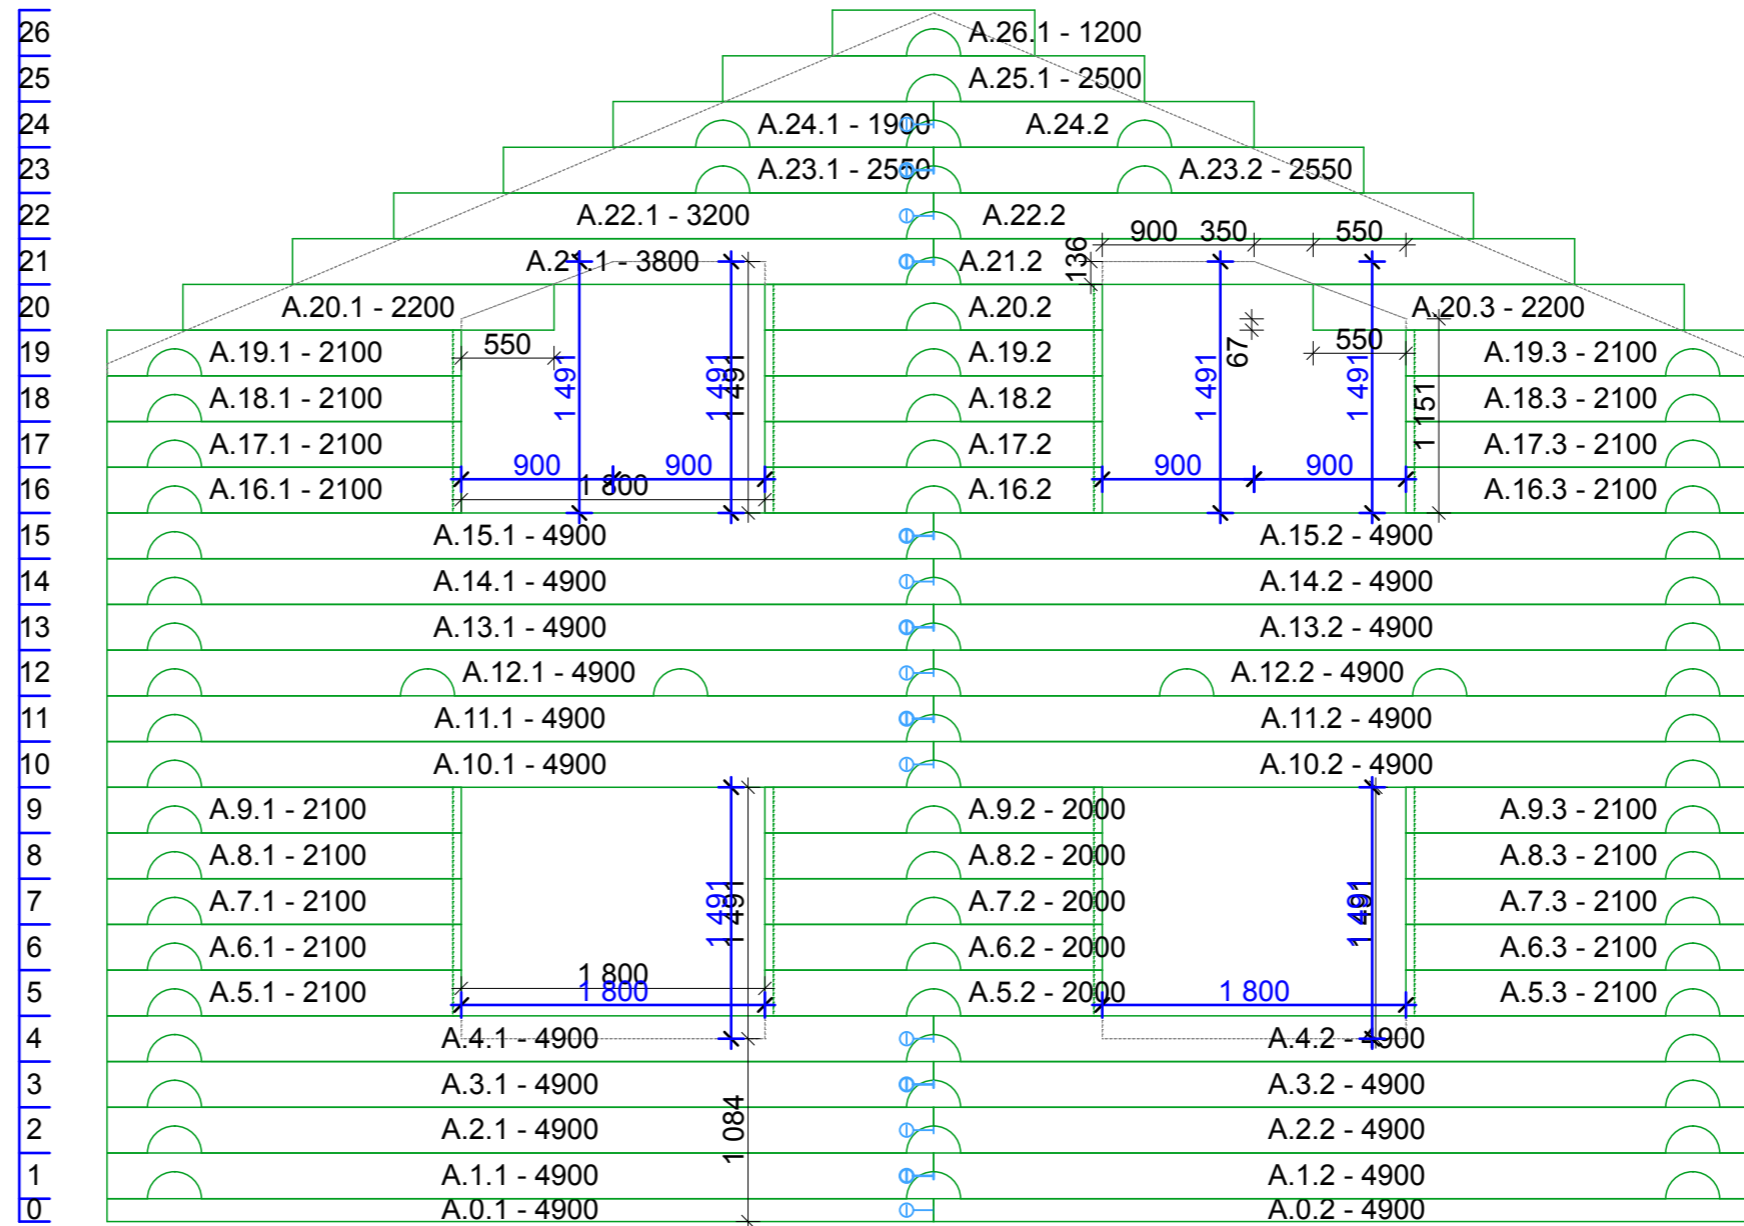 26 A.26.1 - 1200
25 A.25.1 - 2500
24 A.24.1 - 1900 A.24.2
23 A.23.1 - 2550 A.23.2 - 2550
22 A.22.1 - 3200 A.22.2
900 350 550
136
21 A.21.1 - 3800 A.21.2
20 A.20.1 - 2200 A.20.2 A.20.3 - 2200
550 67 550
19 A.19.1 - 2100 A.19.2 A.19.3 - 2100
1 491 1 491 1 491 1 491 1 491 1 151
18 A.18.1 - 2100 A.18.2 A.18.3 - 2100
17 A.17.1 - 2100 A.17.2 A.17.3 - 2100
900 900 900 900
16 A.16.1 - 2100 1 800 A.16.2 A.16.3 - 2100
15 A.15.1 - 4900 A.15.2 - 4900
14 A.14.1 - 4900 A.14.2 - 4900
13 A.13.1 - 4900 A.13.2 - 4900
12 A.12.1 - 4900 A.12.2 - 4900
11 A.11.1 - 4900 A.11.2 - 4900
10 A.10.1 - 4900 A.10.2 - 4900
9 A.9.1 - 2100 A.9.2 - 2000 A.9.3 - 2100
8 A.8.1 - 2100 A.8.2 - 2000 A.8.3 - 2100
7 A.7.1 - 2100 A.7.2 - 2000 A.7.3 - 2100
1 491 1 491 1 491 1 491
6 A.6.1 - 2100 A.6.2 - 2000 A.6.3 - 2100
1 800
5 A.5.1 - 2100 1 800 A.5.2 - 2000 1 800 A.5.3 - 2100
4 A.4.1 - 4900 A.4.2 - 4900
3 A.3.1 - 4900 A.3.2 - 4900
1 084
2 A.2.1 - 4900 A.2.2 - 4900
1 A.1.1 - 4900 A.1.2 - 4900
0 A.0.1 - 4900 A.0.2 - 4900